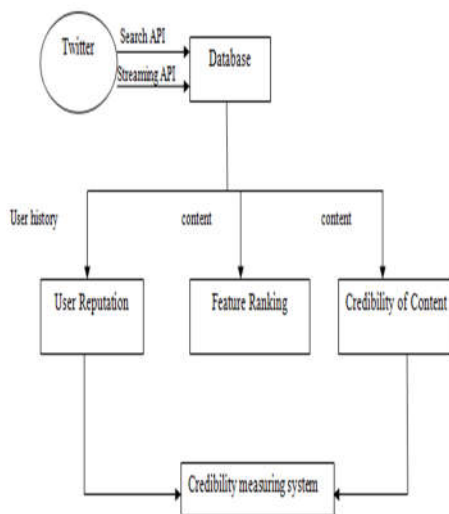 Search API
Twitter
Database
Streaming API
User history
content
content
User Reputation
Feature Ranking
Credibility of Content
Credibility measuring system